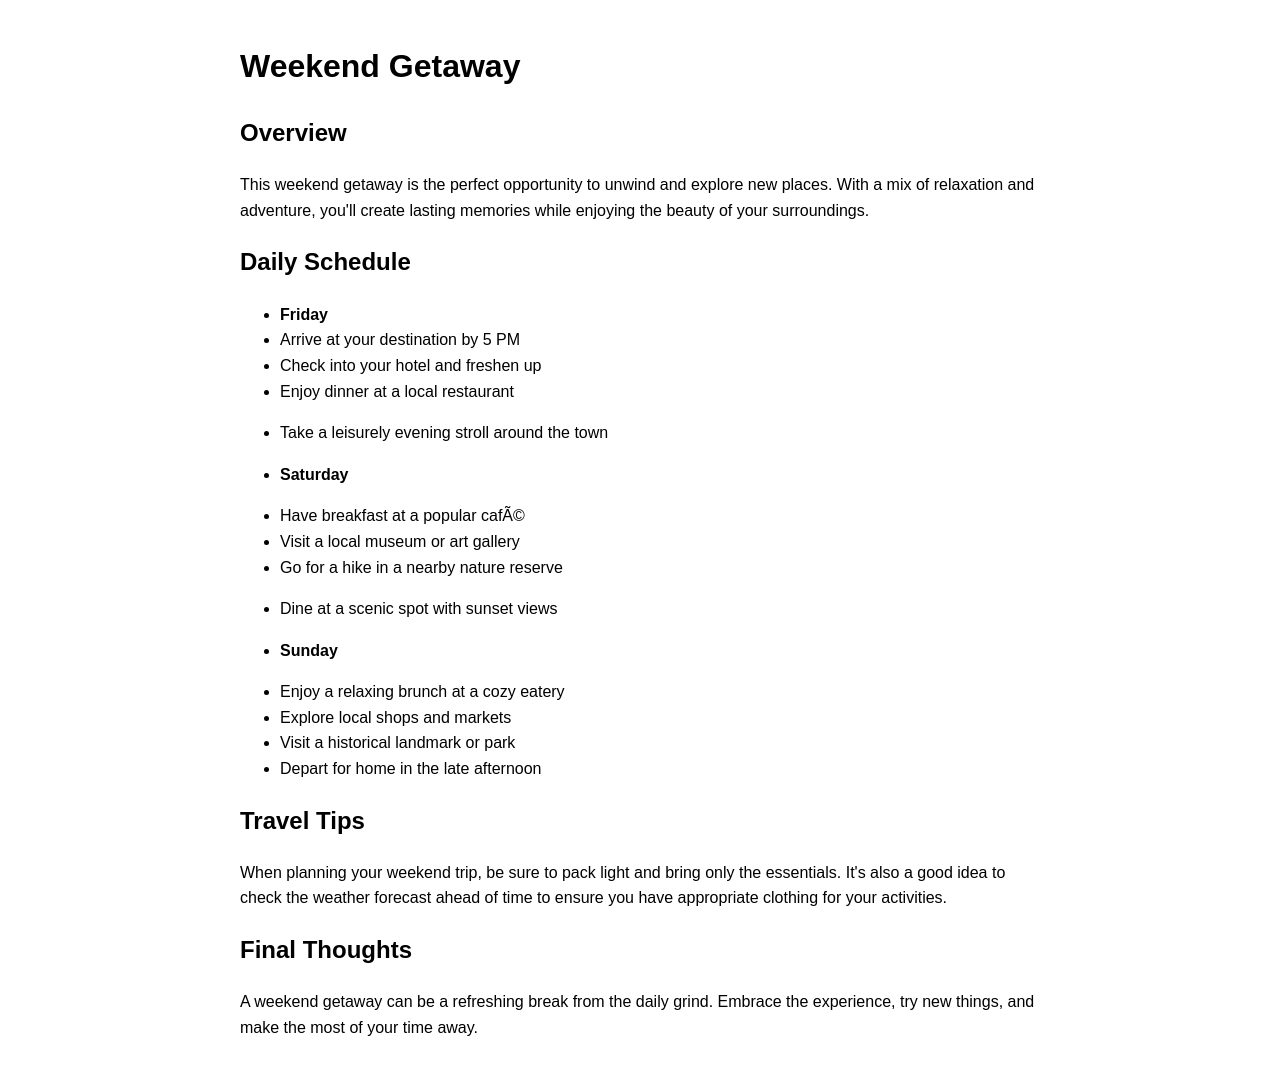 Weekend Getaway
Overview
This weekend getaway is the perfect opportunity to unwind and explore new places. With a mix of relaxation and
adventure, you'll create lasting memories while enjoying the beauty of your surroundings.
Daily Schedule
• Friday
• Arrive at your destination by 5 PM
• Check into your hotel and freshen up
• Enjoy dinner at a local restaurant
• Take a leisurely evening stroll around the town
• Saturday
• Have breakfast at a popular cafÃ©
• Visit a local museum or art gallery
• Go for a hike in a nearby nature reserve
• Dine at a scenic spot with sunset views
• Sunday
• Enjoy a relaxing brunch at a cozy eatery
• Explore local shops and markets
• Visit a historical landmark or park
• Depart for home in the late afternoon
Travel Tips
When planning your weekend trip, be sure to pack light and bring only the essentials. It's also a good idea to
check the weather forecast ahead of time to ensure you have appropriate clothing for your activities.
Final Thoughts
A weekend getaway can be a refreshing break from the daily grind. Embrace the experience, try new things, and
make the most of your time away.